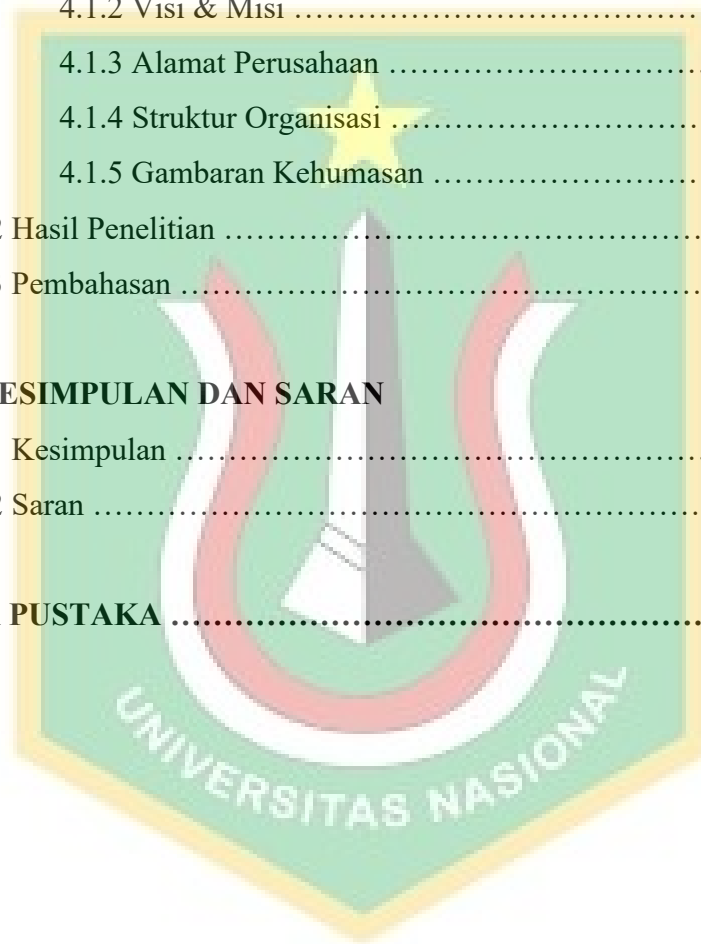 4.1.2 Visi & Misi ……………………………………
4.1.3 Alamat Perusahaan ……………………………
4.1.4 Struktur Organisasi ……………………………
4.1.5 Gambaran Kehumasan …………………………
Hasil Penelitian ………………………………………
Pembahasan ……………………………………………
ESIMPULAN DAN SARAN
Kesimpulan ……………………………………………
Saran ……………………………………………………
PUSTAKA ………………………………………………
UNIVERSITAS NASIONAL